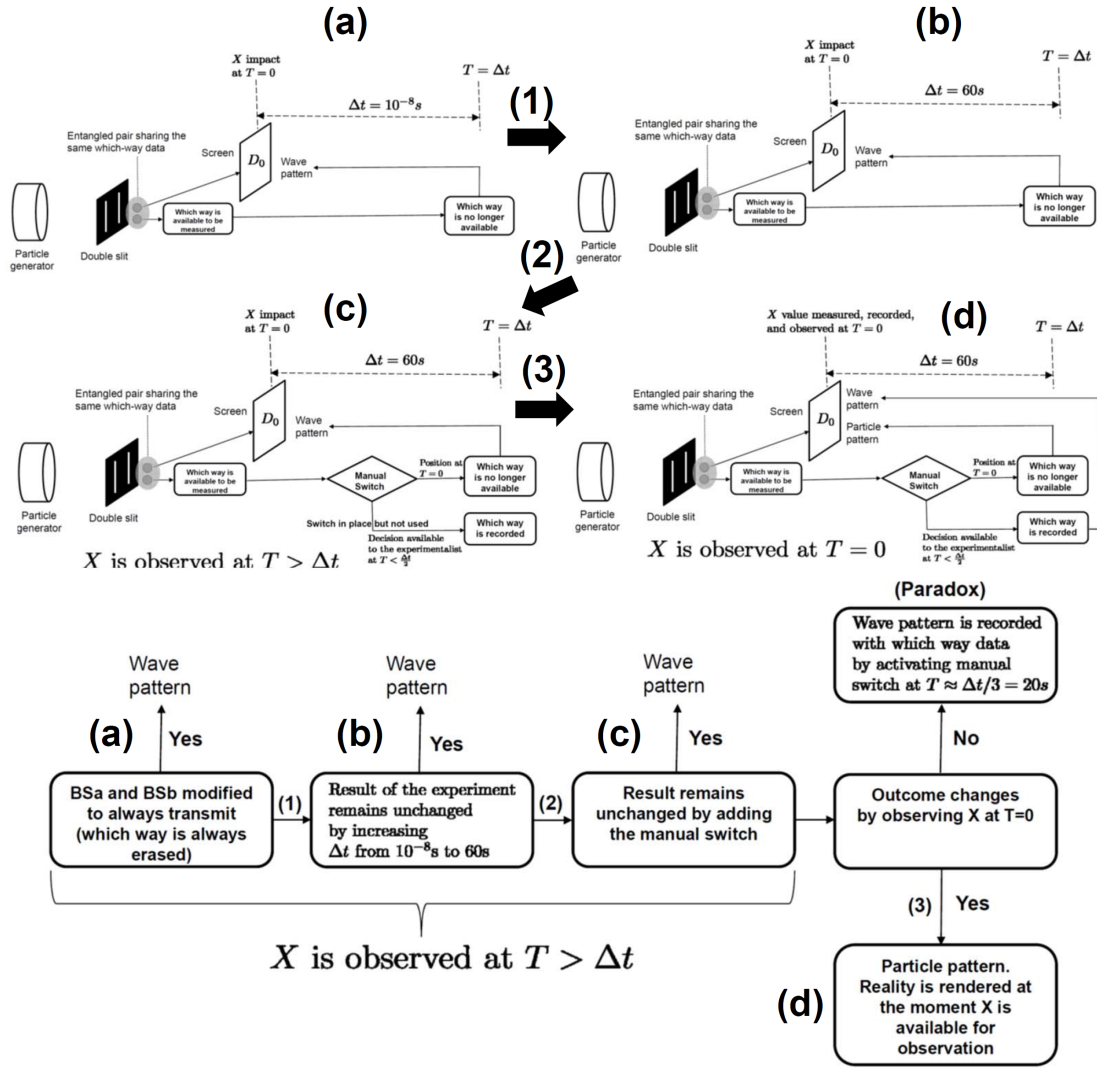 (a)
X impact
at T = 0
T = Δt
Δt = 10⁻⁸s
Entangled pair sharing the
same which-way data
Screen
D₀
Wave
pattern
Which way is
available to be
measured
Which way
is no longer
available
Particle
generator
Double slit
(1)
(b)
X impact
at T = 0
T = Δt
Δt = 60s
Entangled pair sharing the
same which-way data
Screen
D₀
Wave
pattern
Which way is
available to be
measured
Which way
is no longer
available
Particle
generator
Double slit
(2)
(c)
X impact
at T = 0
T = Δt
Δt = 60s
Entangled pair sharing the
same which-way data
Screen
D₀
Wave
pattern
Which way is
available to be
measured
Manual
Switch
Position at
T = 0
Which way
is no longer
available
Particle
generator
Double slit
Switch in place but not used
Which way
is recorded
Decision available
to the experimentalist
at T < Δt/2
X is observed at T > Δt
(3)
(d)
X value measured, recorded,
and observed at T = 0
T = Δt
Δt = 60s
Entangled pair sharing the
same which-way data
Screen
D₀
Wave
pattern
Particle
pattern
Which way is
available to be
measured
Manual
Switch
Position at
T = 0
Which way
is no longer
available
Particle
generator
Double slit
Which way
is recorded
Decision available
to the experimentalist
at T < Δt/2
X is observed at T = 0
(Paradox)
Wave pattern is recorded
with which way data
by activating manual
switch at T ≈ Δt/3 = 20s
Wave
pattern
Wave
pattern
Wave
pattern
(a)
Yes
(b)
Yes
(c)
Yes
No
BSa and BSb modified
to always transmit
(which way is always
erased)
(1)
Result of the experiment
remains unchanged
by increasing
Δt from 10⁻⁸s to 60s
(2)
Result remains
unchanged by adding
the manual switch
Outcome changes
by observing X at T=0
(3)
Yes
X is observed at T > Δt
(d)
Particle pattern.
Reality is rendered at
the moment X is
available for
observation